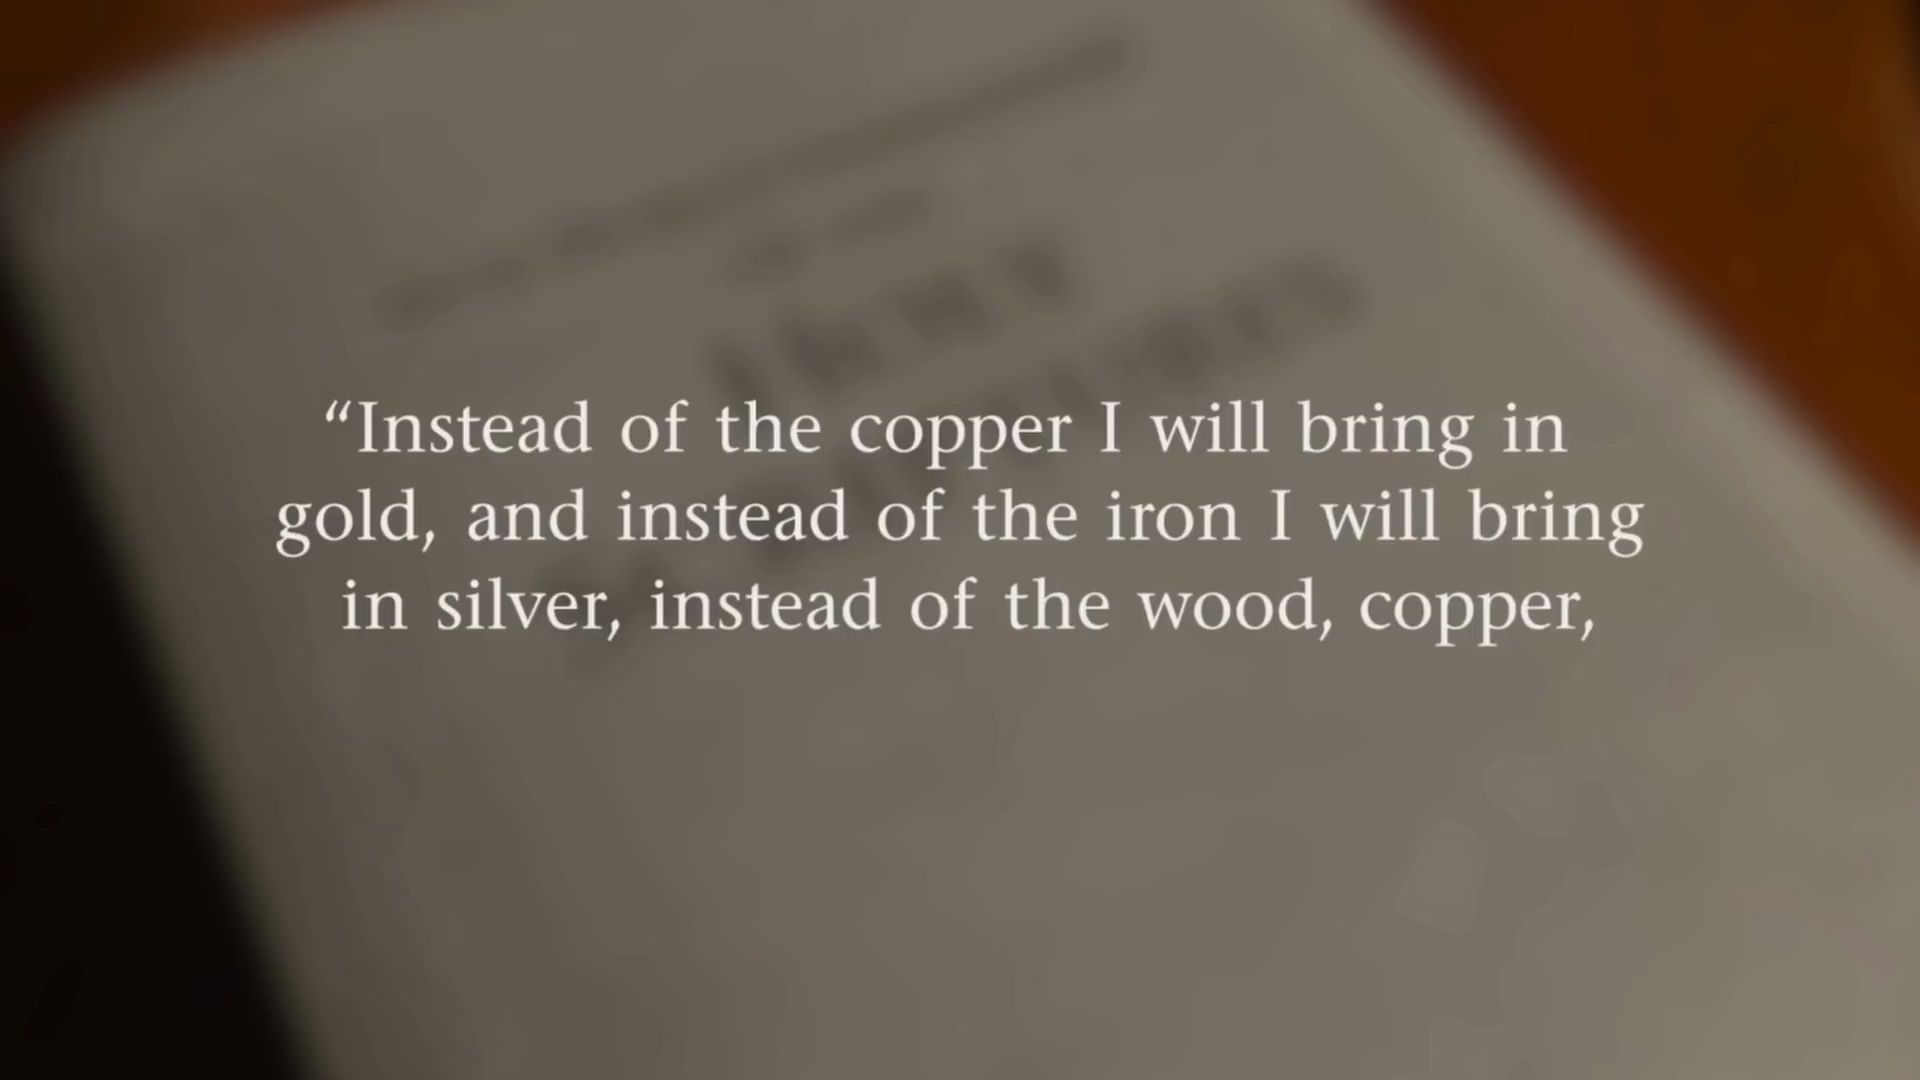 “Instead of the copper I will bring in
gold, and instead of the iron I will bring
in silver, instead of the wood, copper,